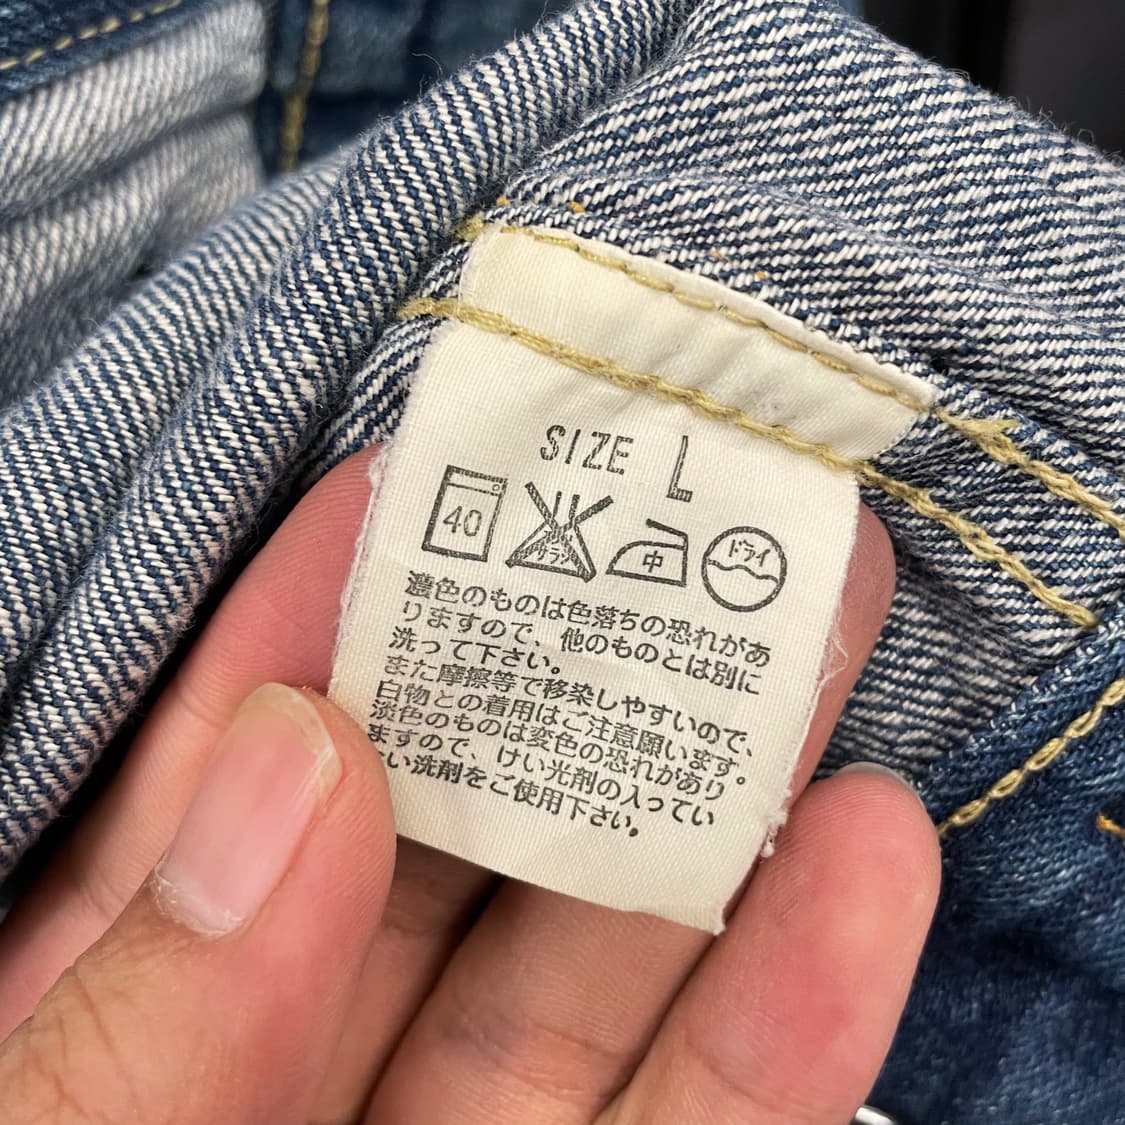 SIZE L
40
エンソサラシ
中
ドライ
濃色のものは色落ちの恐れがあ
りますので、他のものとは別に
洗って下さい。
また摩擦等で移染しやすいので、
白物との着用はご注意願います。
淡色のものは変色の恐れがあり
ますので、けい光剤の入ってい
ない洗剤をご使用下さい。